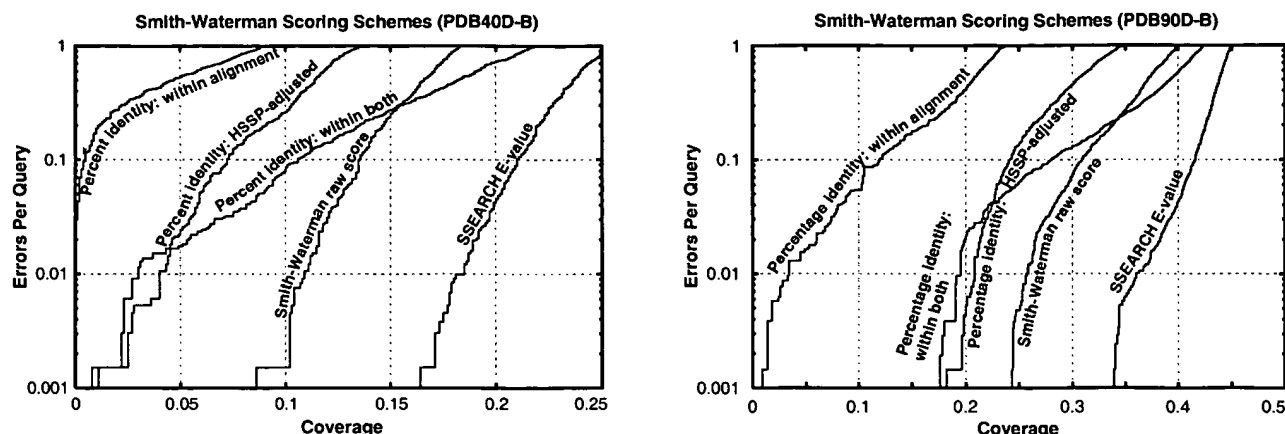 Smith-Waterman Scoring Schemes (PDB40D-B)
Errors Per Query
1
0.1
0.01
0.001
Percent identity: within alignment
Percent identity: HSSP-adjusted
Percent identity: within both
Smith-Waterman raw score
SSEARCH E-value
0
0.05
0.1
0.15
0.2
0.25
Coverage
Smith-Waterman Scoring Schemes (PDB90D-B)
Errors Per Query
1
0.1
0.01
0.001
Percentage identity: within alignment
Percentage identity:
within both
Percentage identity: HSSP-adjusted
Smith-Waterman raw score
SSEARCH E-value
0
0.1
0.2
0.3
0.4
0.5
Coverage